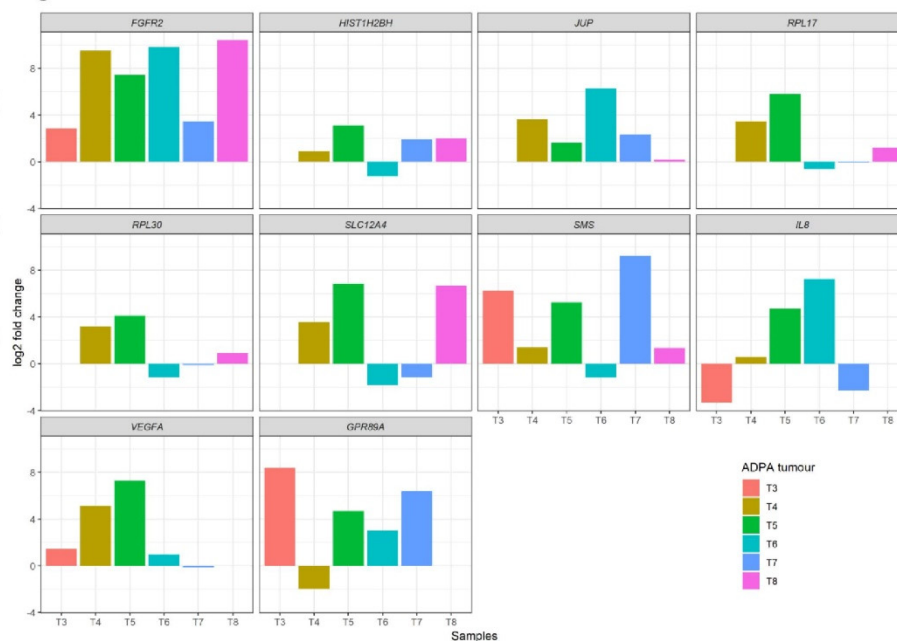 FGFR2
HIST1H2BH
JUP
RPL17
8
4
0
-4
RPL30
SLC12A4
SMS
IL8
8
4
0
-4
log2 fold change
T3 T4 T5 T6 T7 T8
T3 T4 T5 T6 T7 T8
VEGFA
GPR89A
8
4
0
-4
T3 T4 T5 T6 T7 T8
T3 T4 T5 T6 T7 T8
Samples
ADPA tumour
T3
T4
T5
T6
T7
T8